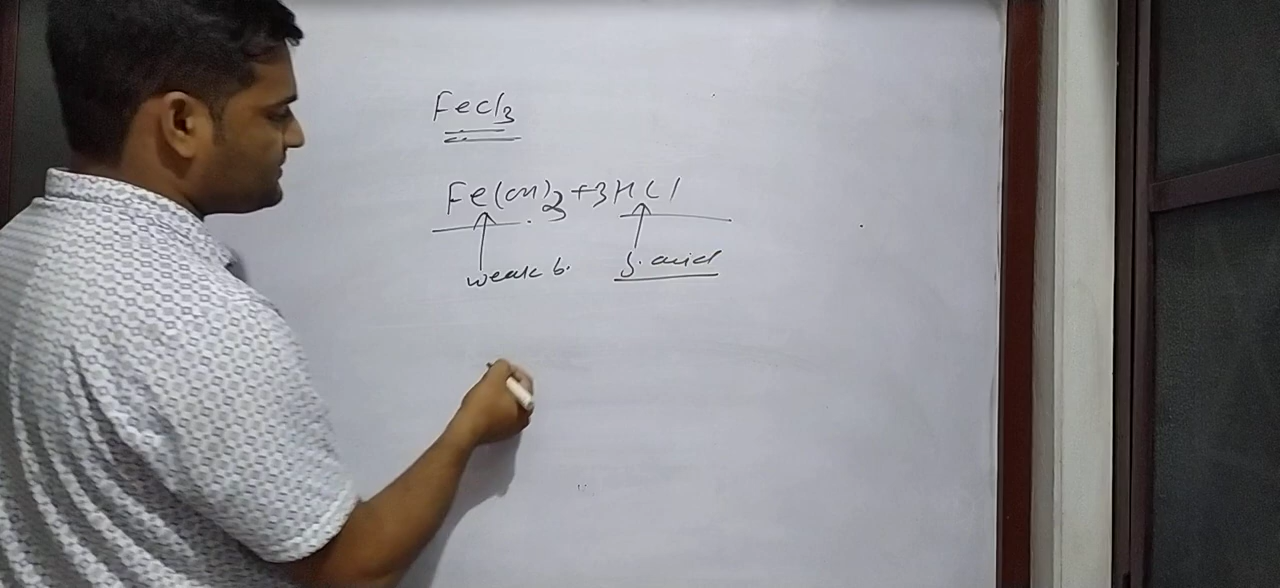 FeCl3
Fe(OH)3 + 3HCl
weak b. S. acid